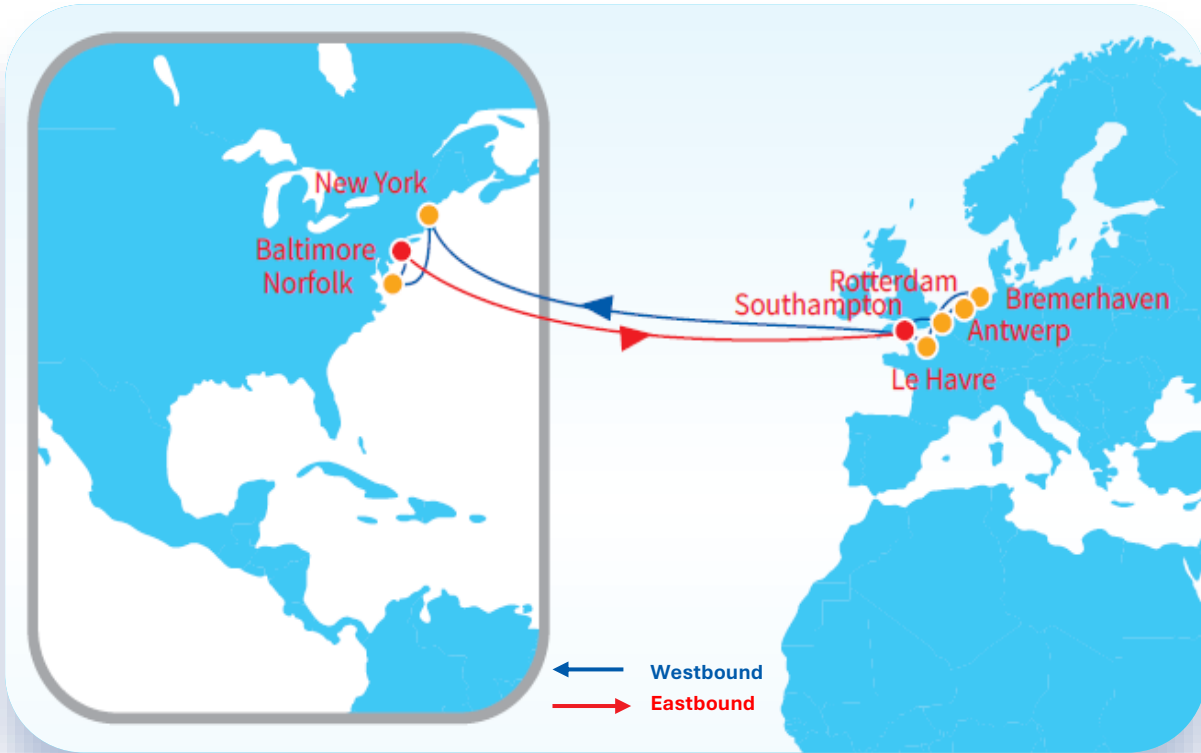 New York
Baltimore
Norfolk
Rotterdam
Southampton
Bremerhaven
Antwerp
Le Havre
Westbound
Eastbound